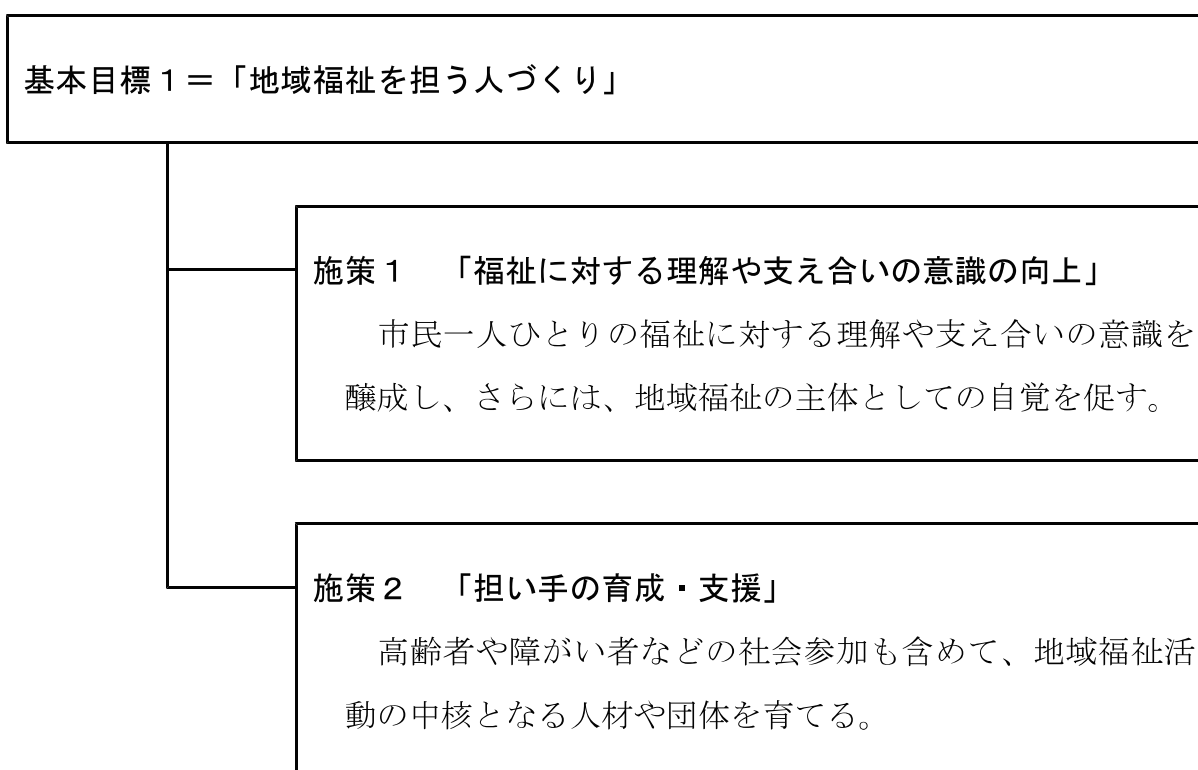 基本目標１＝「地域福祉を担う人づくり」
施策１　「福祉に対する理解や支え合いの意識の向上」
市民一人ひとりの福祉に対する理解や支え合いの意識を
醸成し、さらには、地域福祉の主体としての自覚を促す。
施策２　「担い手の育成・支援」
高齢者や障がい者などの社会参加も含めて、地域福祉活
動の中核となる人材や団体を育てる。